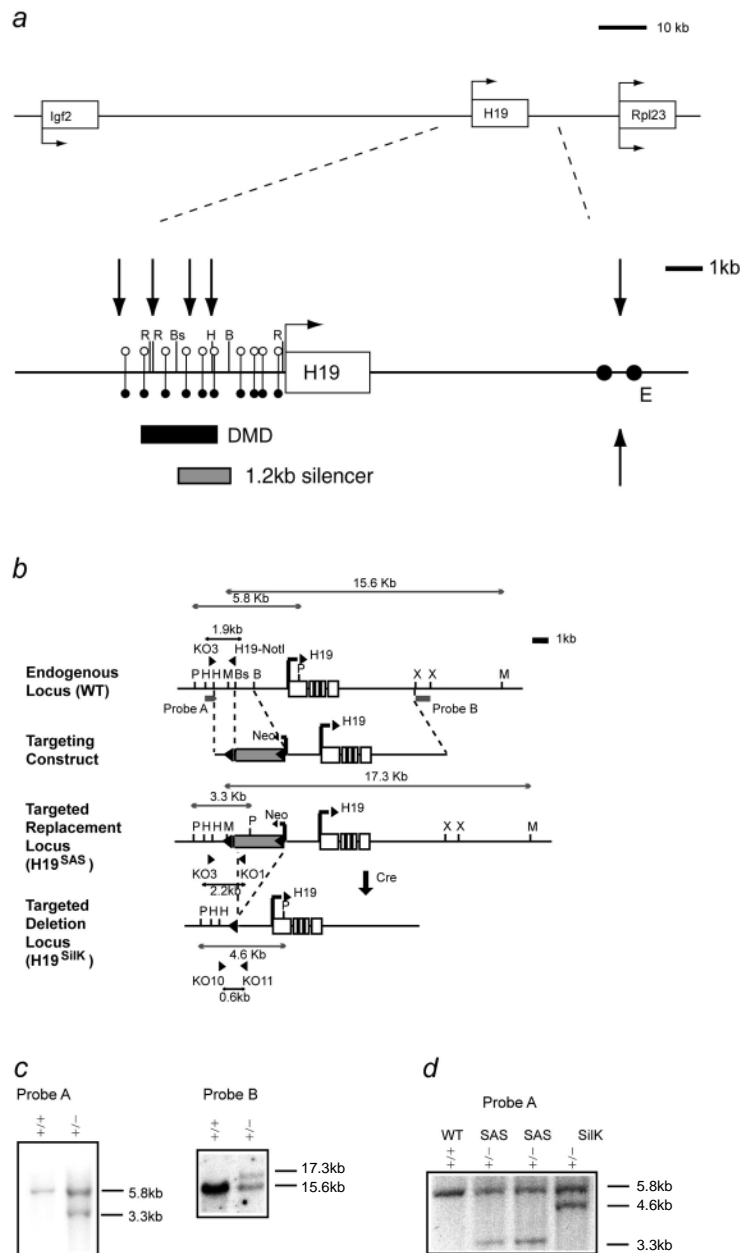 a
10 kb
Igf2
H19
Rpl23
1kb
R R Bs H B R
H19
E
DMD
1.2kb silencer
b
15.6 Kb
5.8 Kb
1kb
1.9kb
KO3 H19-NotI
H19
Endogenous
Locus (WT)
P H H M Bs B P X X M
Probe A
Probe B
Neo
H19
Targeting
Construct
17.3 Kb
3.3 Kb
Targeted
Replacement
Locus
(H19SAS)
P H H M P Neo H19 X X M
KO3 KO1
2.2kb
Cre
Targeted
Deletion
Locus
(H19SilK)
P H H H19 P
4.6 Kb
KO10 KO11
0.6kb
c
Probe A
+/+ +/−
5.8kb
3.3kb
Probe B
+/+ +/−
17.3kb
15.6kb
d
Probe A
WT SAS SAS SilK
+/+ +/− +/− +/−
5.8kb
4.6kb
3.3kb